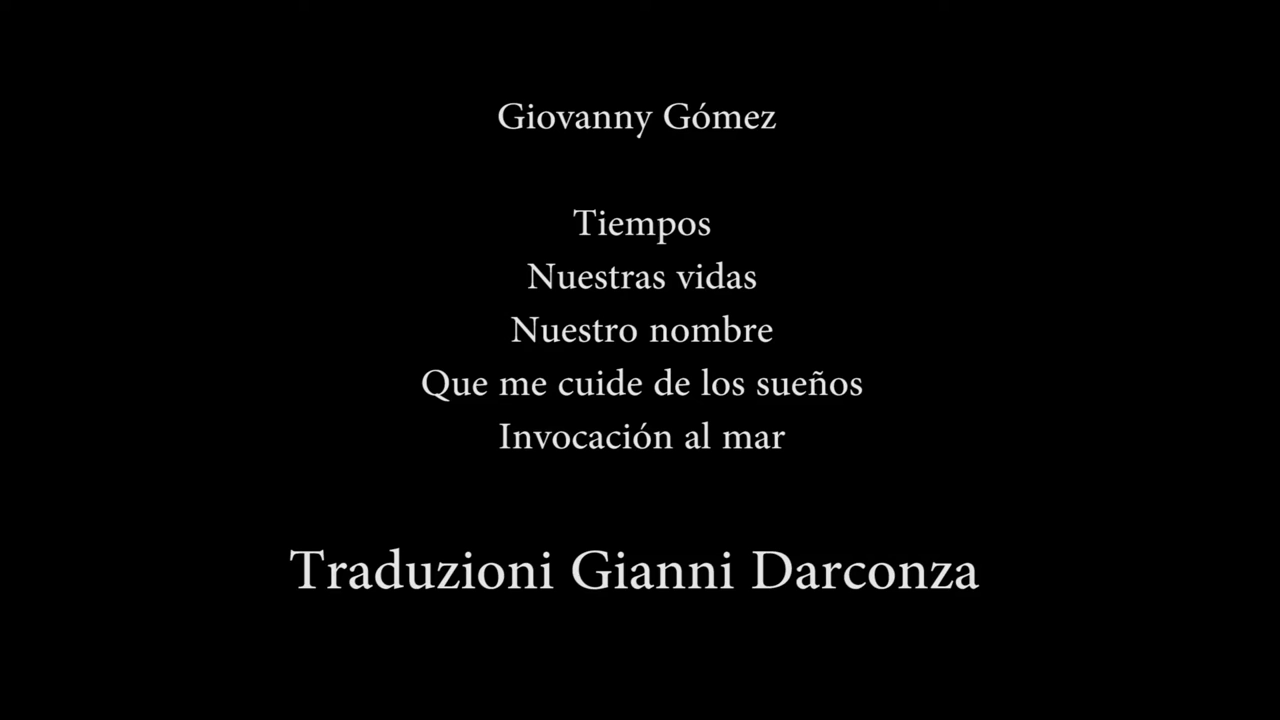 Giovanny Gómez
Tiempos
Nuestras vidas
Nuestro nombre
Que me cuide de los sueños
Invocación al mar
Traduzioni Gianni Darconza